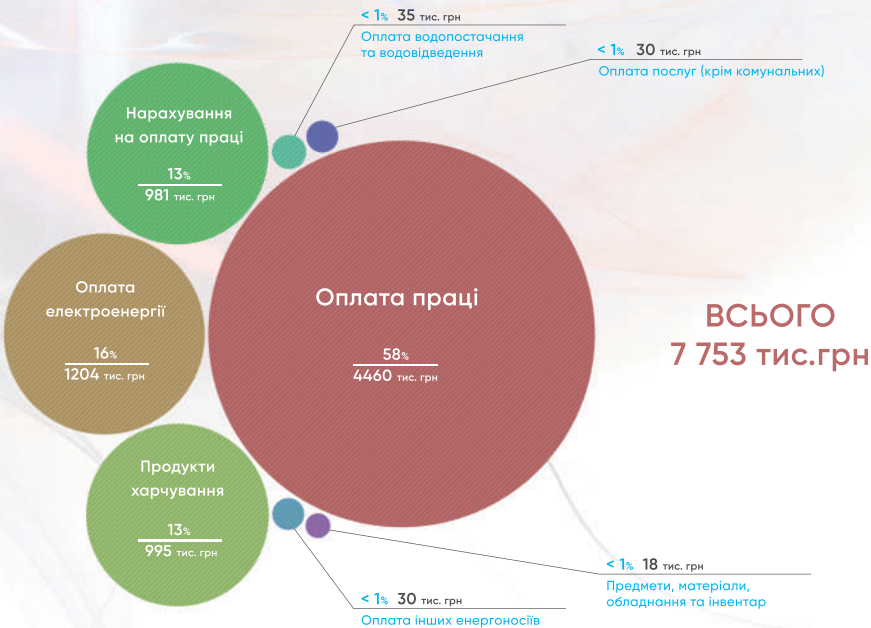 < 1% 35 тис. грн
Оплата водопостачання
та водовідведення
< 1% 30 тис. грн
Оплата послуг (крім комунальних)
Нарахування
на оплату праці
13%
981 тис. грн
Оплата
електроенергії
16%
1204 тис. грн
Оплата праці
58%
4460 тис. грн
ВСЬОГО
7 753 тис.грн
Продукти
харчування
13%
995 тис. грн
< 1% 18 тис. грн
Предмети, матеріали,
обладнання та інвентар
< 1% 30 тис. грн
Оплата інших енергоносіїв